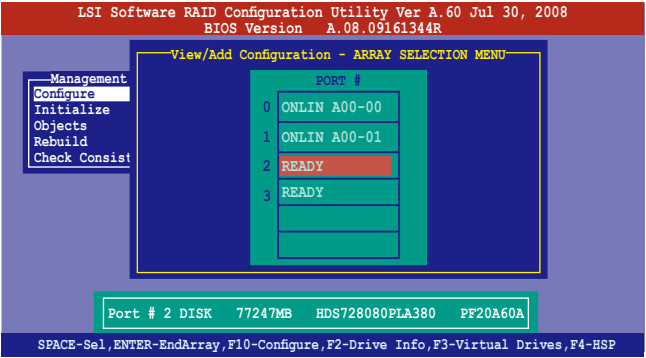 LSI Software RAID Configuration Utility Ver A.60 Jul 30, 2008
BIOS Version A.08.09161344R
View/Add Configuration - ARRAY SELECTION MENU
Management
Configure
Initialize
Objects
Rebuild
Check Consist
PORT #
0 ONLIN A00-00
1 ONLIN A00-01
2 READY
3 READY
Port # 2 DISK 77247MB HDS728080PLA380 PF20A60A
SPACE-Sel,ENTER-EndArray,F10-Configure,F2-Drive Info,F3-Virtual Drives,F4-HSP